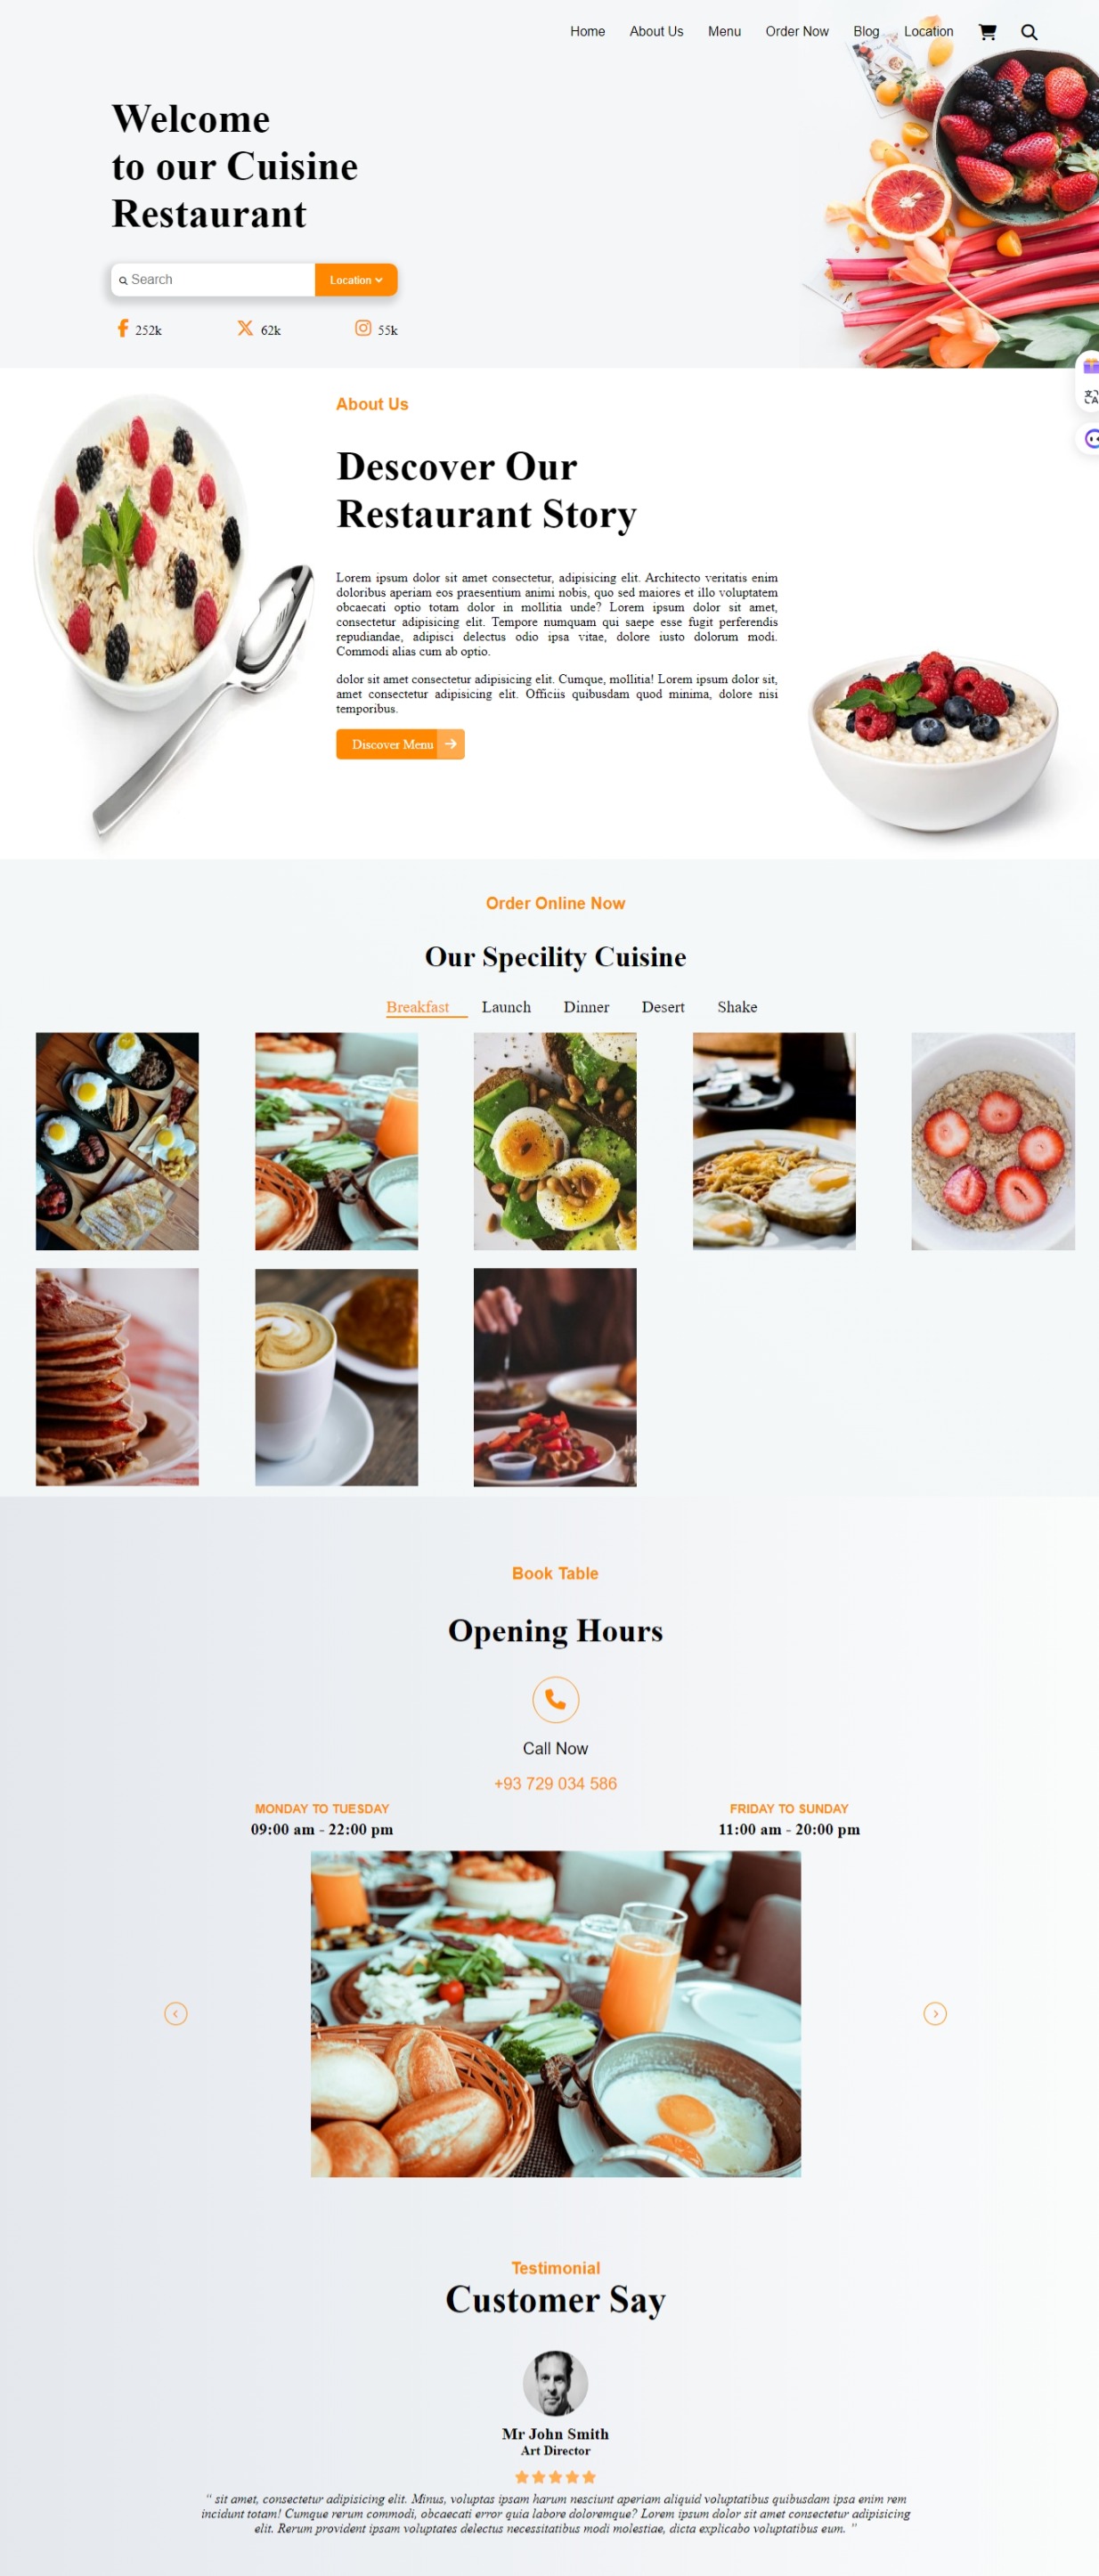 Home About Us Menu Order Now Blog Location
Welcome
to our Cuisine
Restaurant
Search Location
252k 62k 55k
About Us
Descover Our
Restaurant Story
Lorem ipsum dolor sit amet consectetur, adipisicing elit. Architecto veritatis enim
doloribus aperiam eos praesentium animi nobis, quo sed maiores et illo voluptatem
obcaecati optio totam dolor in mollitia unde? Lorem ipsum dolor sit amet,
consectetur adipisicing elit. Tempore numquam qui saepe esse fugit perferendis
repudiandae, adipisci delectus odio ipsa vitae, dolore iusto dolorum modi.
Commodi alias cum ab optio.
dolor sit amet consectetur adipisicing elit. Cumque, mollitia! Lorem ipsum dolor sit,
amet consectetur adipisicing elit. Officiis quibusdam quod minima, dolore nisi
temporibus.
Discover Menu
Order Online Now
Our Specility Cuisine
Breakfast Launch Dinner Desert Shake
Book Table
Opening Hours
Call Now
+93 729 034 586
MONDAY TO TUESDAY FRIDAY TO SUNDAY
09:00 am - 22:00 pm 11:00 am - 20:00 pm
Testimonial
Customer Say
Mr John Smith
Art Director
" sit amet, consectetur adipisicing elit. Minus, voluptas ipsam harum nesciunt aperiam aliquid voluptatibus quibusdam ipsa enim rem
incidunt totam! Cumque rerum commodi, obcaecati error quia labore doloremque? Lorem ipsum dolor sit amet consectetur adipisicing
elit. Rerum provident ipsam voluptates delectus necessitatibus modi molestiae, dicta explicabo voluptatibus eum. "